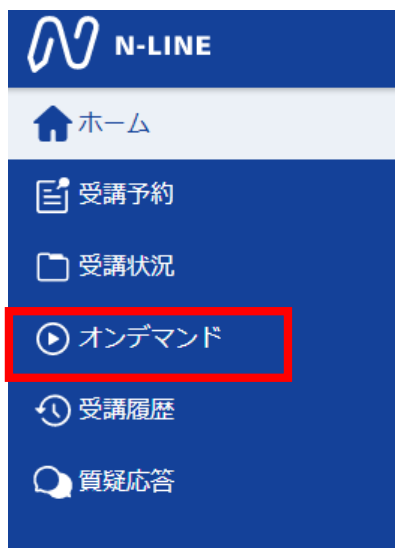 N-LINE
ホーム
受講予約
受講状況
オンデマンド
受講履歴
質疑応答